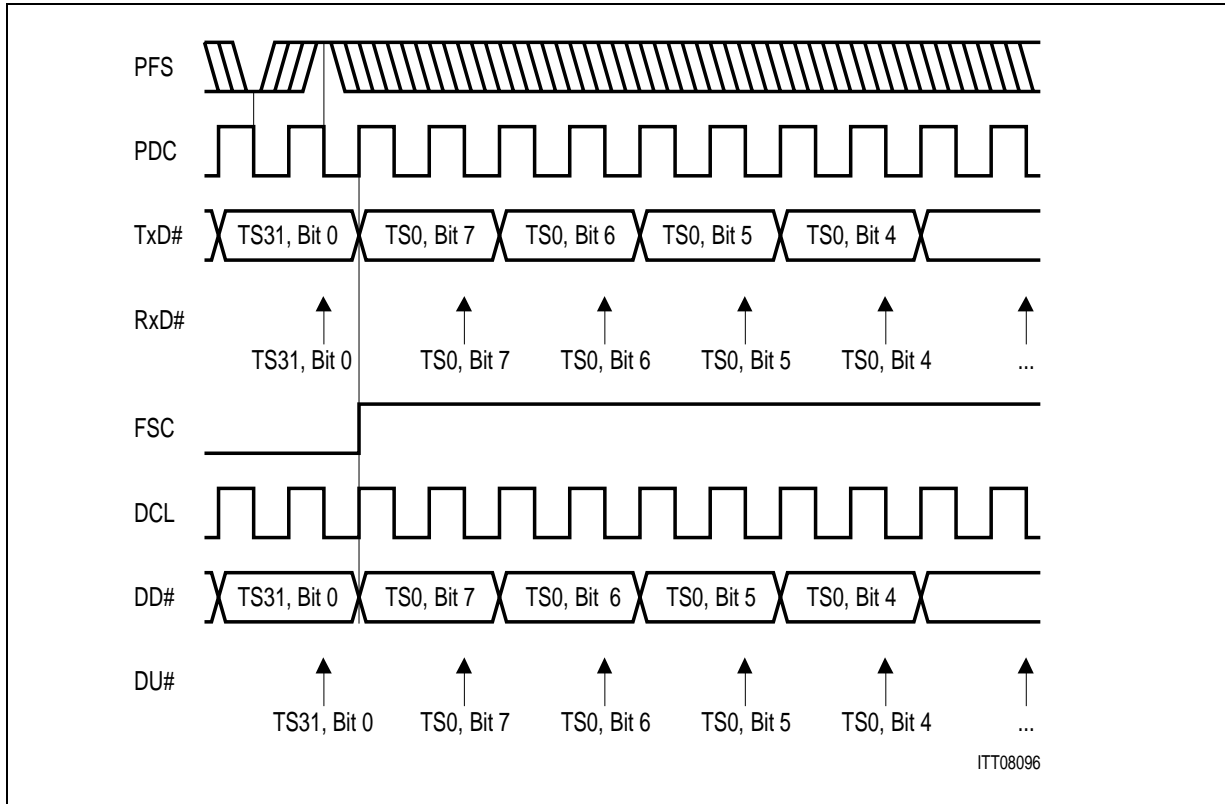 PFS
PDC
TxD#
TS31, Bit 0
TS0, Bit 7
TS0, Bit 6
TS0, Bit 5
TS0, Bit 4
RxD#
TS31, Bit 0
TS0, Bit 7
TS0, Bit 6
TS0, Bit 5
TS0, Bit 4
...
FSC
DCL
DD#
TS31, Bit 0
TS0, Bit 7
TS0, Bit  6
TS0, Bit 5
TS0, Bit 4
DU#
TS31, Bit 0
TS0, Bit 7
TS0, Bit 6
TS0, Bit 5
TS0, Bit 4
...
ITT08096